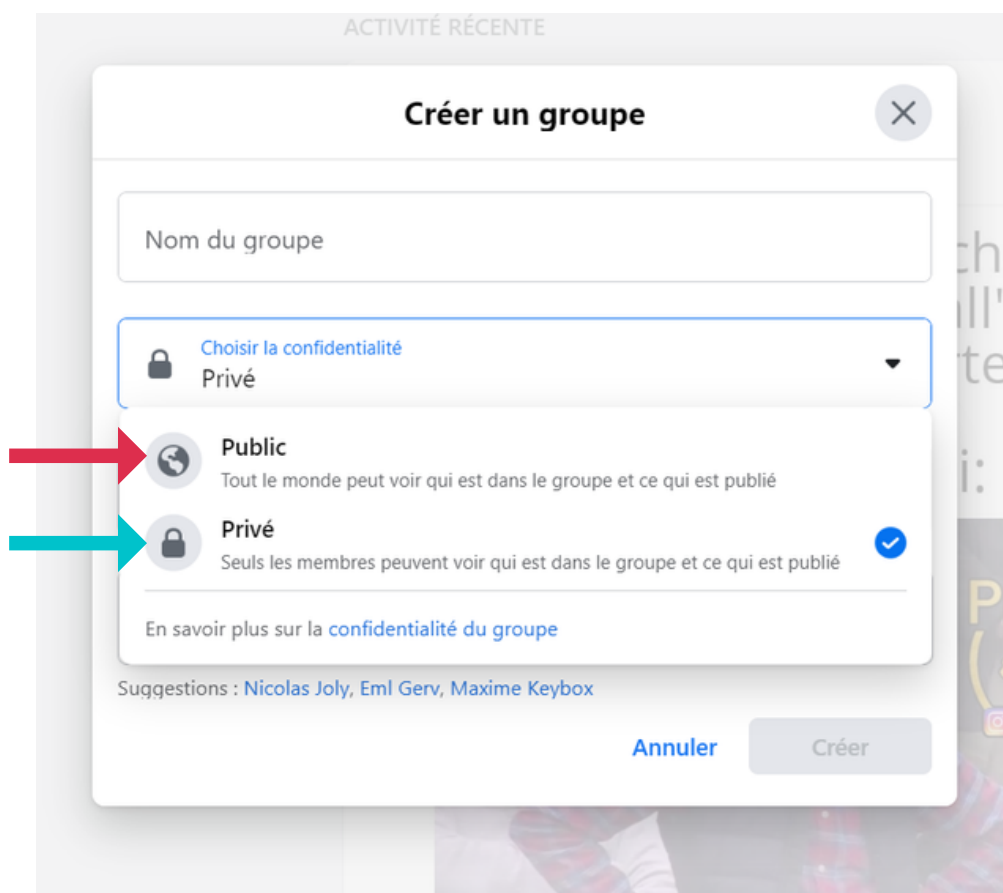 ACTIVITÉ RÉCENTE
Créer un groupe
Nom du groupe
Choisir la confidentialité
Privé
Public
Tout le monde peut voir qui est dans le groupe et ce qui est publié
Privé
Seuls les membres peuvent voir qui est dans le groupe et ce qui est publié
En savoir plus sur la confidentialité du groupe
Suggestions : Nicolas Joly, Eml Gerv, Maxime Keybox
Annuler
Créer